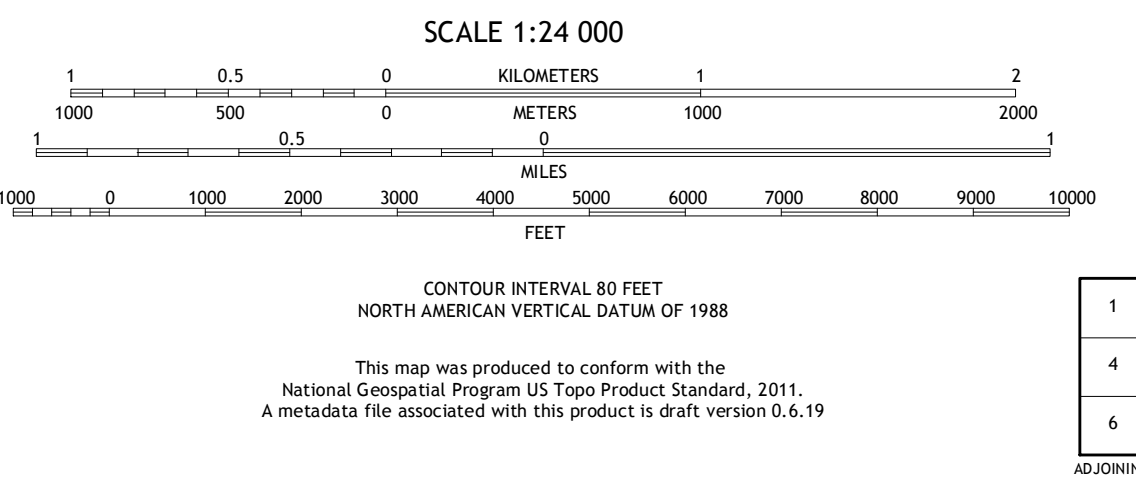 SCALE 1:24 000
1 0.5 0 KILOMETERS 1 2
1000 500 0 METERS 1000 2000
1 0.5 0 1
MILES
1000 0 1000 2000 3000 4000 5000 6000 7000 8000 9000 10000
FEET
CONTOUR INTERVAL 80 FEET
NORTH AMERICAN VERTICAL DATUM OF 1988
This map was produced to conform with the
National Geospatial Program US Topo Product Standard, 2011.
A metadata file associated with this product is draft version 0.6.19
1
4
6
ADJOININ